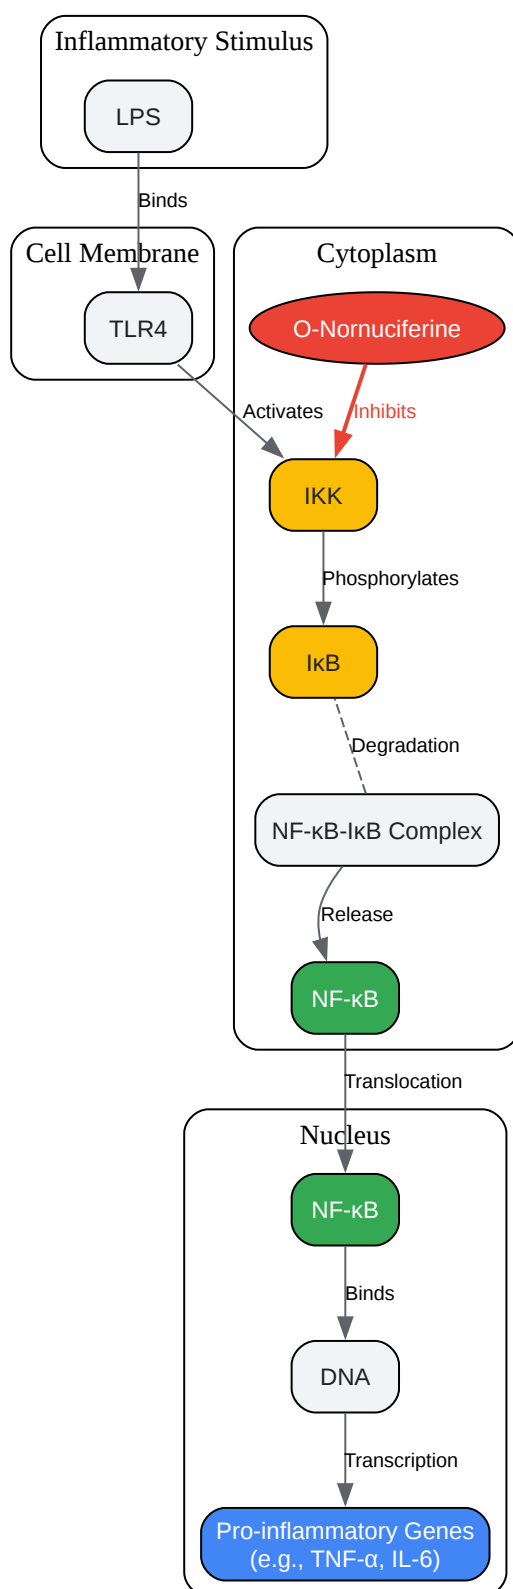 Inflammatory Stimulus
LPS
Binds
Cell Membrane
Cytoplasm
TLR4
O-Nornuciferine
Activates
Inhibits
IKK
Phosphorylates
IκB
Degradation
NF-κB-IκB Complex
Release
NF-κB
Translocation
Nucleus
NF-κB
Binds
DNA
Transcription
Pro-inflammatory Genes
(e.g., TNF-α, IL-6)